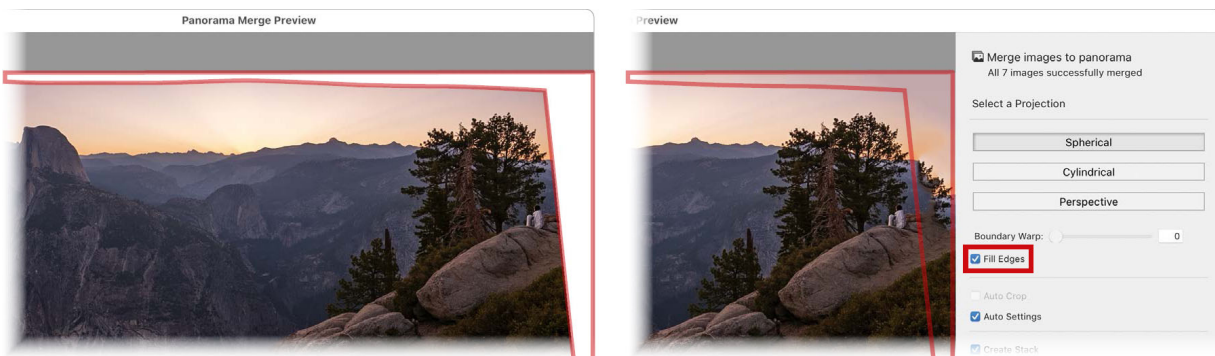 Panorama Merge Preview
Preview
Merge images to panorama
All 7 images successfully merged
Select a Projection
Spherical
Cylindrical
Perspective
Boundary Warp:
0
Fill Edges
Auto Crop
Auto Settings
Create Stack